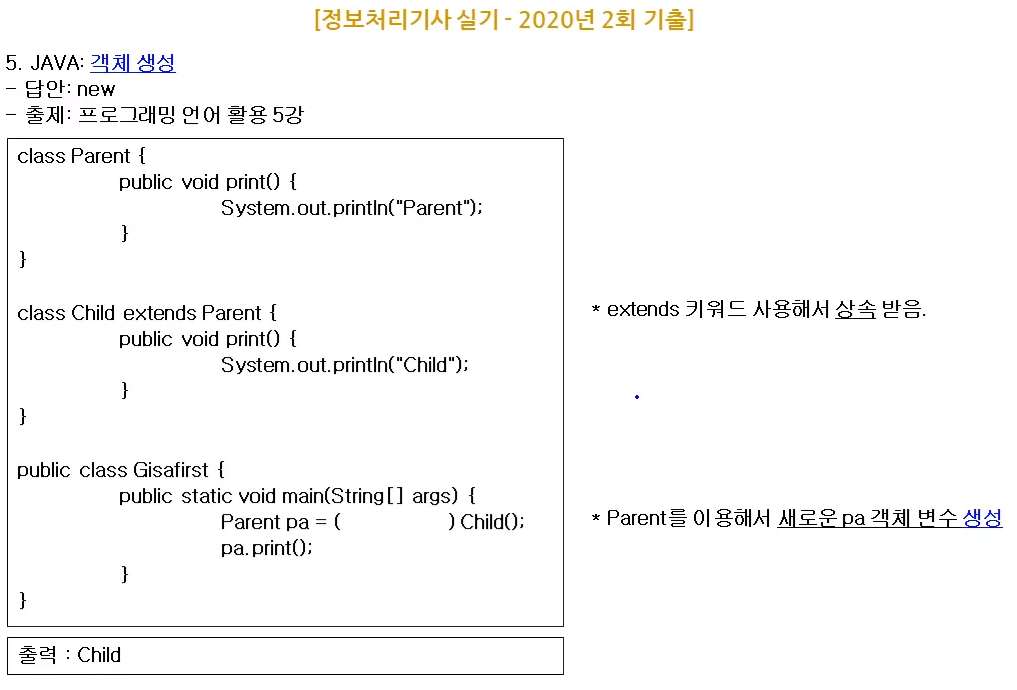 [정보처리기사 실기 - 2020년 2회 기출]
5. JAVA: 객체 생성
- 답안: new
- 출제: 프로그래밍 언어 활용 5강
class Parent {
public void print() {
System.out.println("Parent");
}
}
class Child extends Parent {
* extends 키워드 사용해서 상속 받음.
public void print() {
System.out.println("Child");
}
}
public class Gisafirst {
public static void main(String[] args) {
Parent pa = ( ) Child();
* Parent를 이용해서 새로운 pa 객체 변수 생성
pa.print();
}
}
출력 : Child